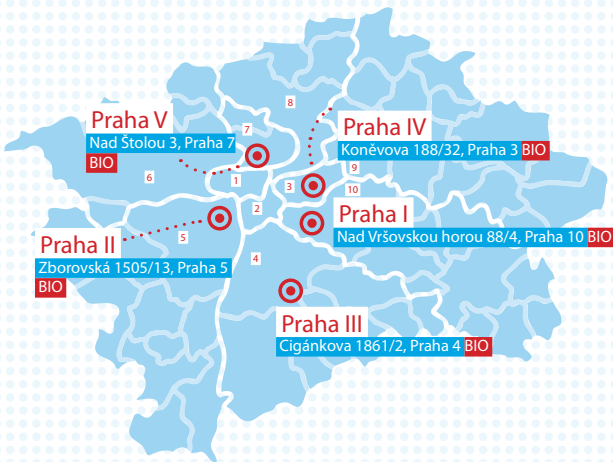 8
Praha V
Nad Štolou 3, Praha 7
BIO
7
Praha IV
Koněvova 188/32, Praha 3 BIO
6
1
3
9
10
2
Praha I
Nad Vršovskou horou 88/4, Praha 10 BIO
Praha II
Zborovská 1505/13, Praha 5
BIO
5
4
Praha III
Cigánkova 1861/2, Praha 4 BIO